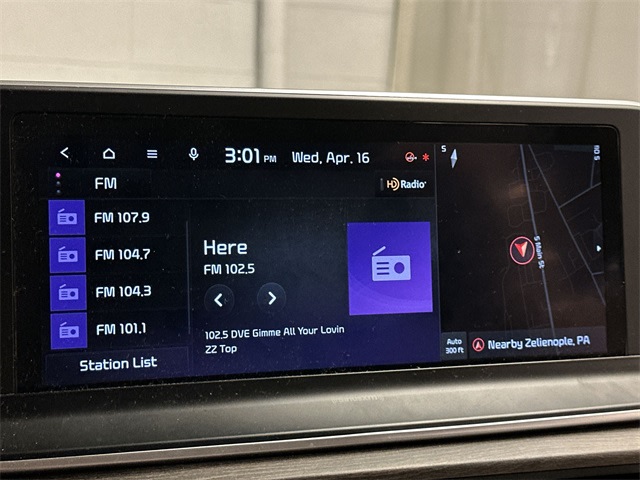 3:01 PM Wed, Apr. 16
FM
HD Radio
FM 107.9
FM 104.7
FM 104.3
FM 101.1
Station List
Here
FM 102.5
102.5 DVE Gimme All Your Lovin
ZZ Top
S
S Main St
Auto
300 ft
Nearby Zelienople, PA